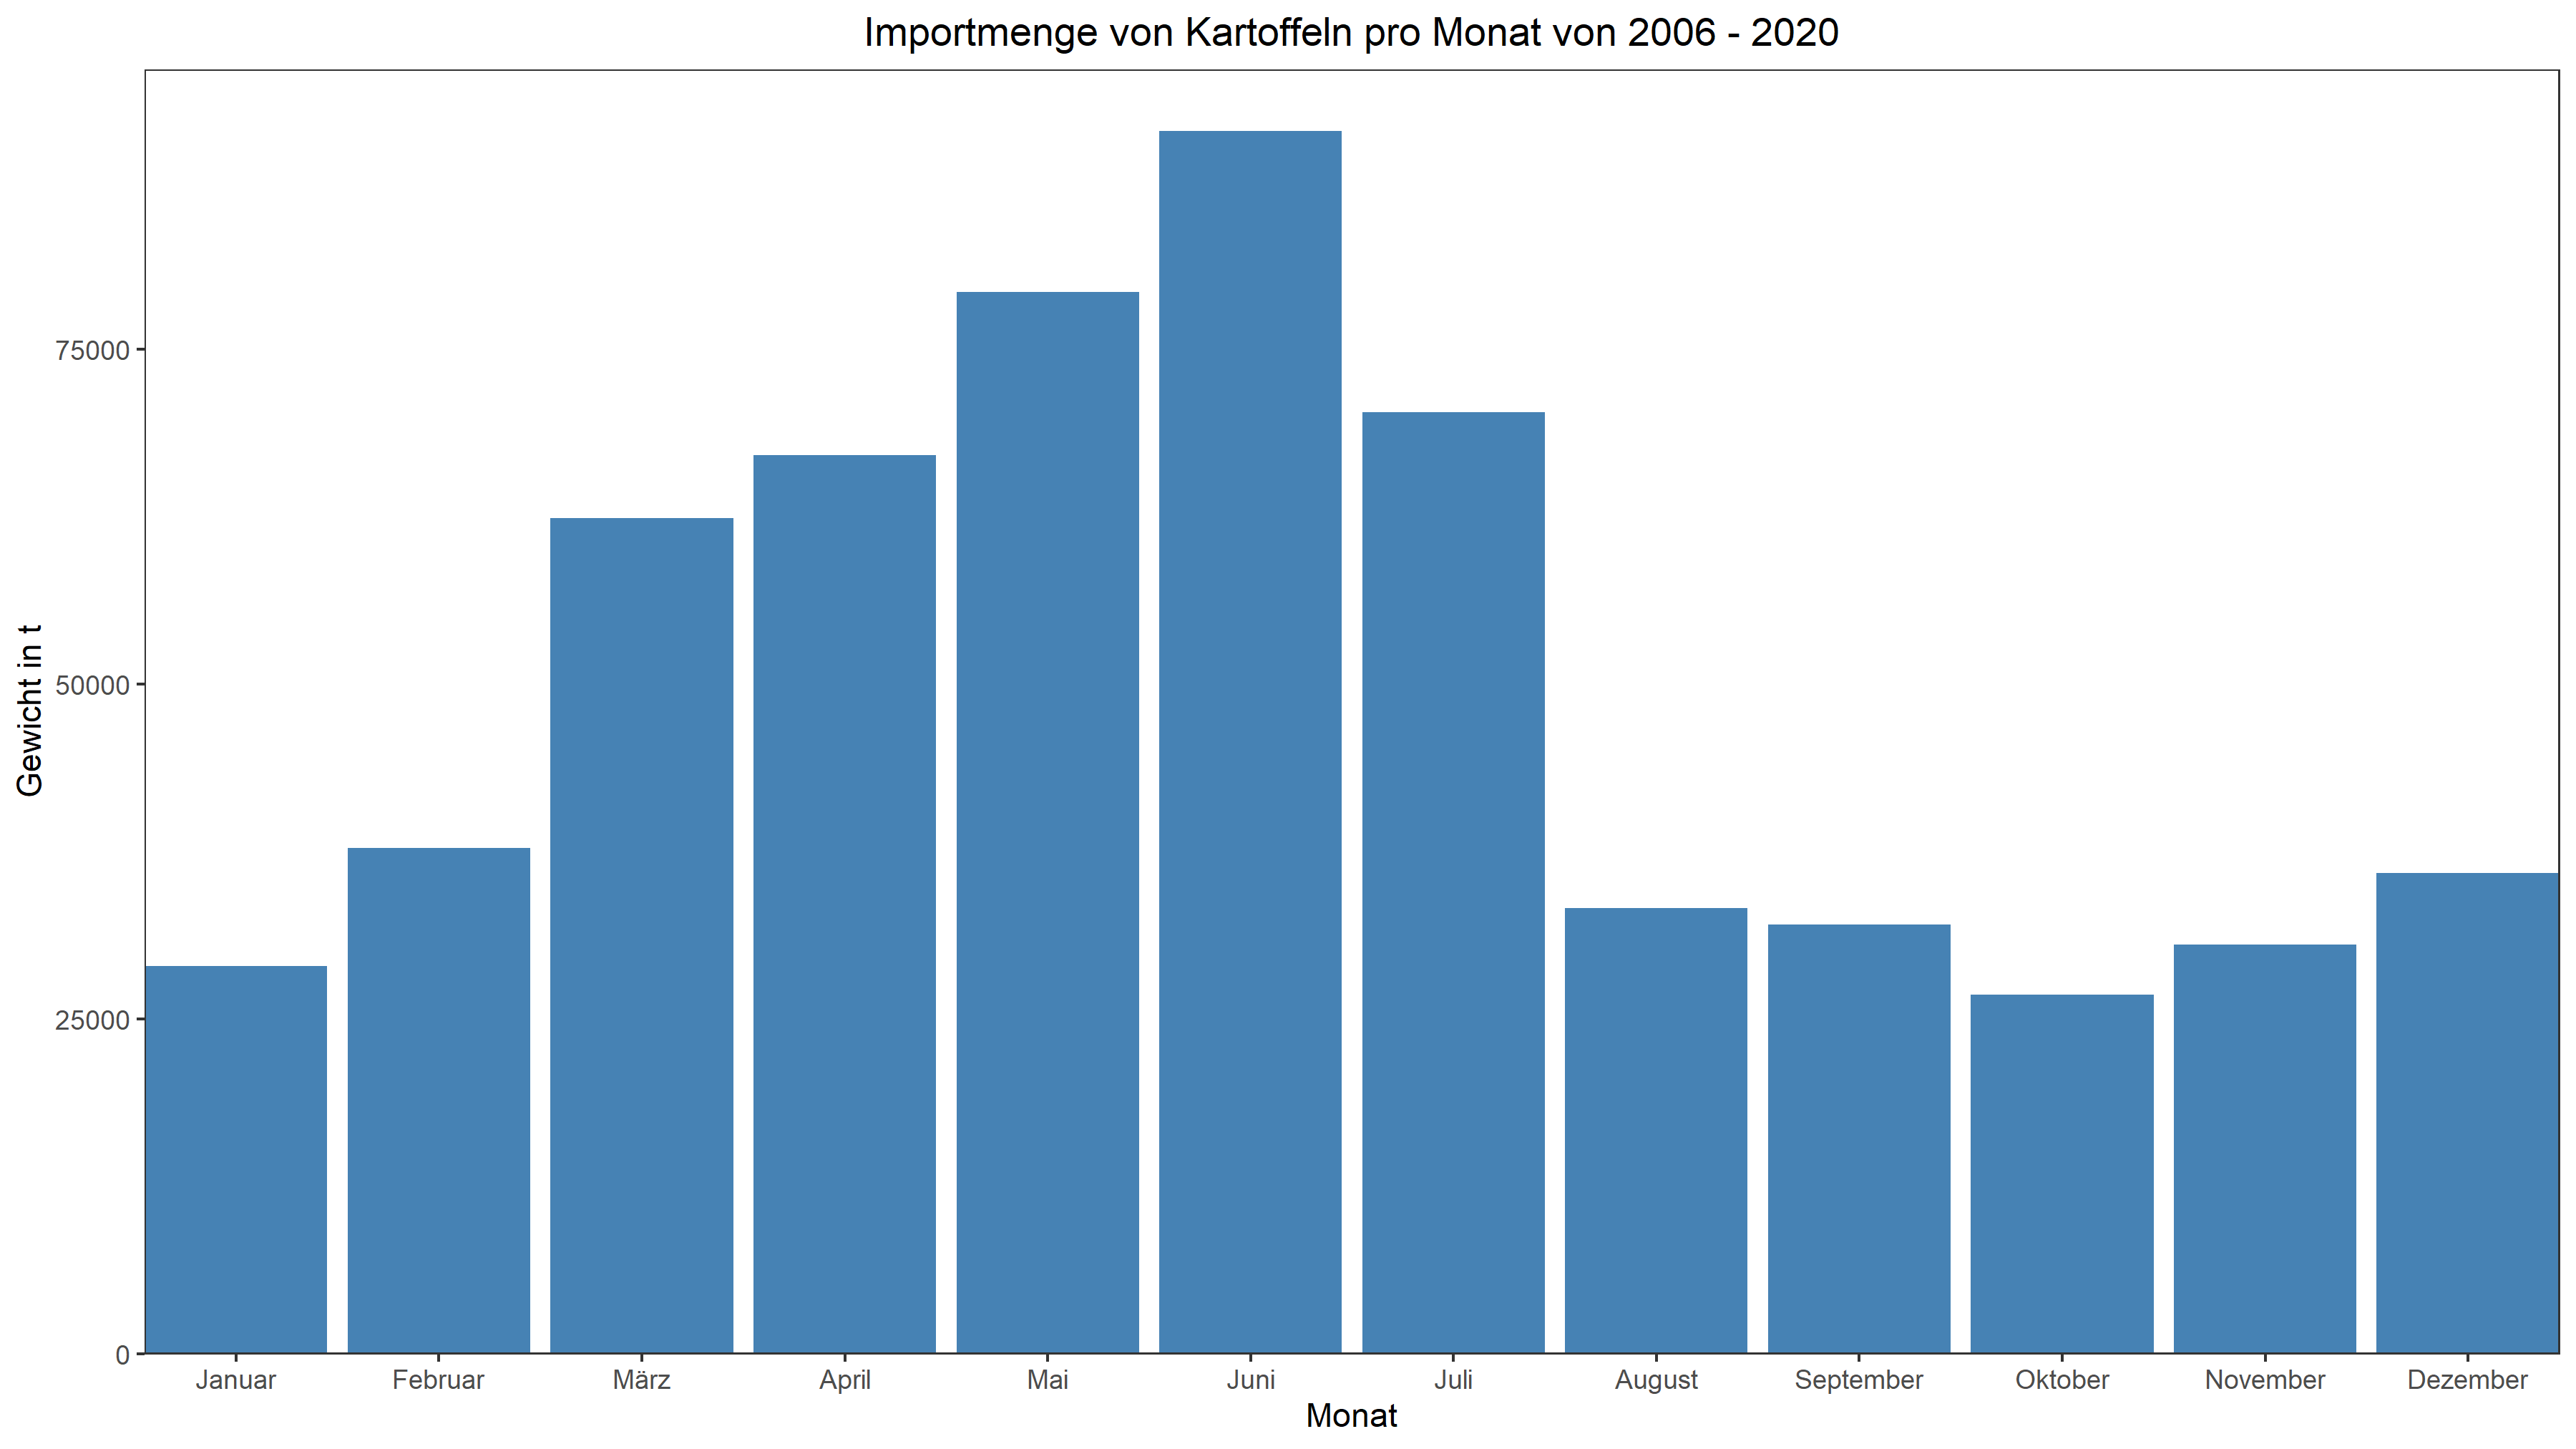 Importmenge von Kartoffeln pro Monat von 2006 - 2020
Gewicht in t
75000
50000
25000
0
Januar Februar März April Mai Juni Juli August September Oktober November Dezember
Monat